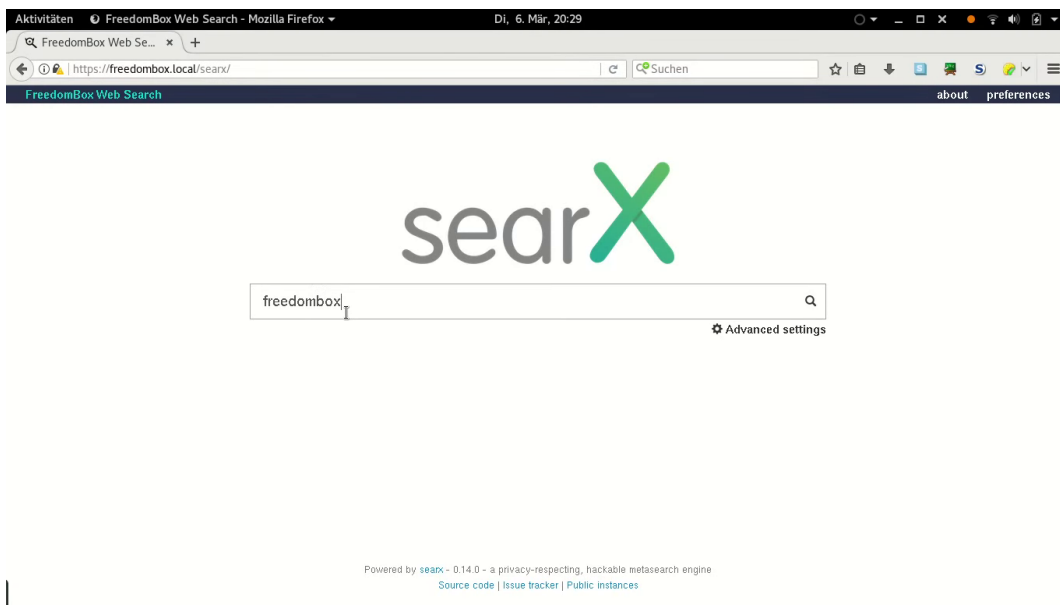 Aktivitäten FreedomBox Web Search - Mozilla Firefox Di, 6. Mär, 20:29
FreedomBox Web Se...
https://freedombox.local/searx/ Suchen
FreedomBox Web Search about preferences
searX
freedombox
Advanced settings
Powered by searx - 0.14.0 - a privacy-respecting, hackable metasearch engine
Source code | Issue tracker | Public instances